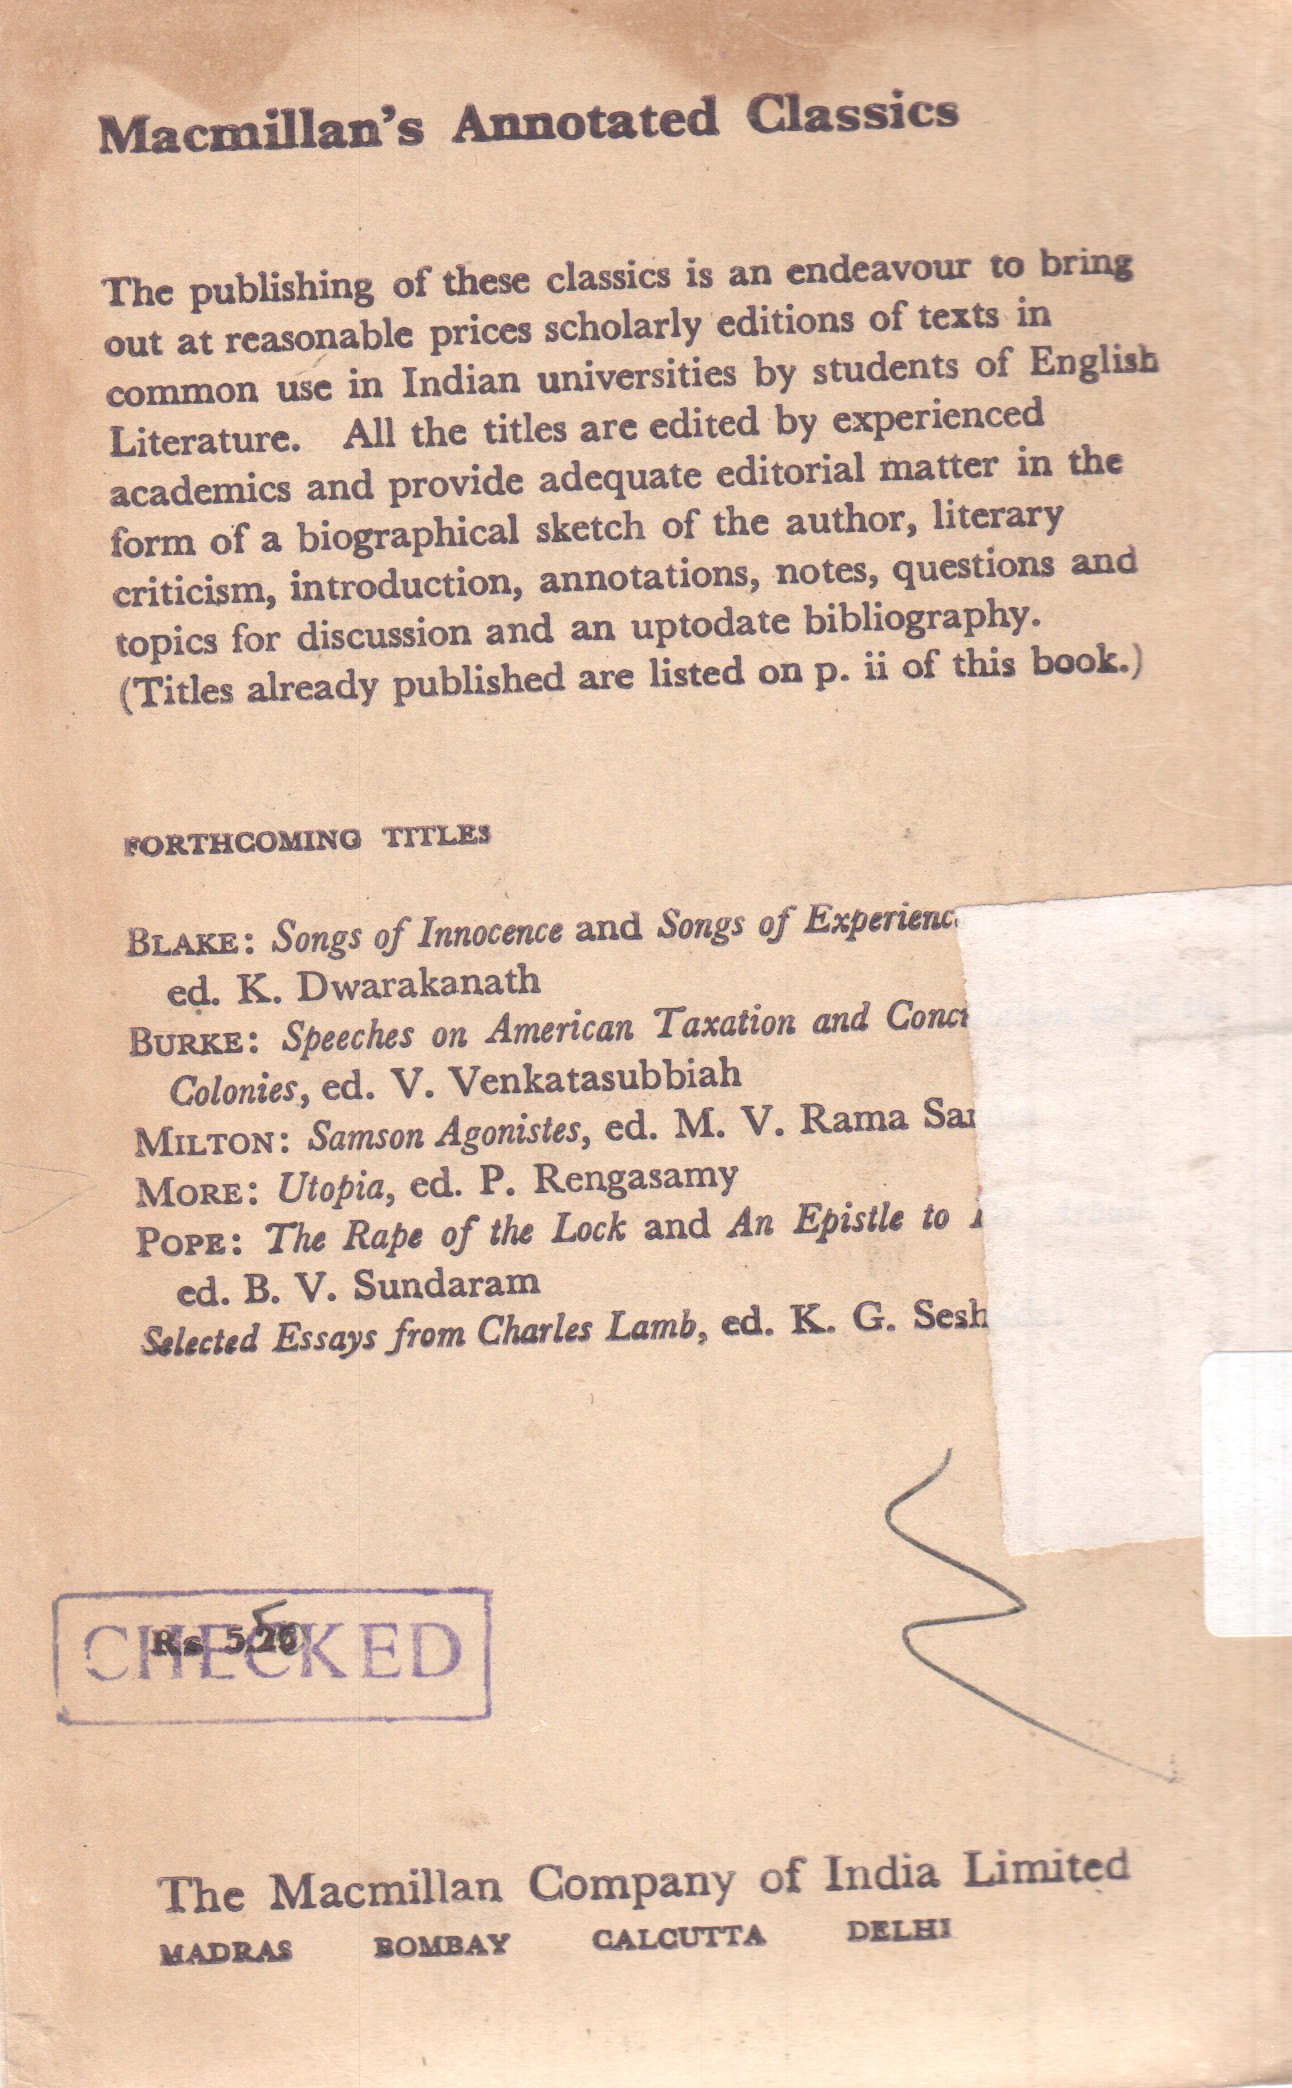 Macmillan's Annotated Classics
The publishing of these classics is an endeavour to bring
out at reasonable prices scholarly editions of texts in
common use in Indian universities by students of English
Literature. All the titles are edited by experienced
academics and provide adequate editorial matter in the
form of a biographical sketch of the author, literary
criticism, introduction, annotations, notes, questions and
topics for discussion and an uptodate bibliography.
(Titles already published are listed on p. ii of this book.)
FORTHCOMING TITLES
BLAKE: Songs of Innocence and Songs of Experienc
ed. K. Dwarakanath
BURKE: Speeches on American Taxation and
Colonies, ed. V. Venkatasubbiah
MILTON: Samson Agonistes, ed. M. V. Rama
MORE: Utopia, ed. P. Rengasamy
POPE: The Rape of the Lock and An Epistle to
ed. B. V. Sundaram
Selected Essays from Charles Lamb, ed. K. G.
CHECKED
Rs
The Macmillan Company of India Limited
MADRAS BOMBAY CALCUTTA DELHI